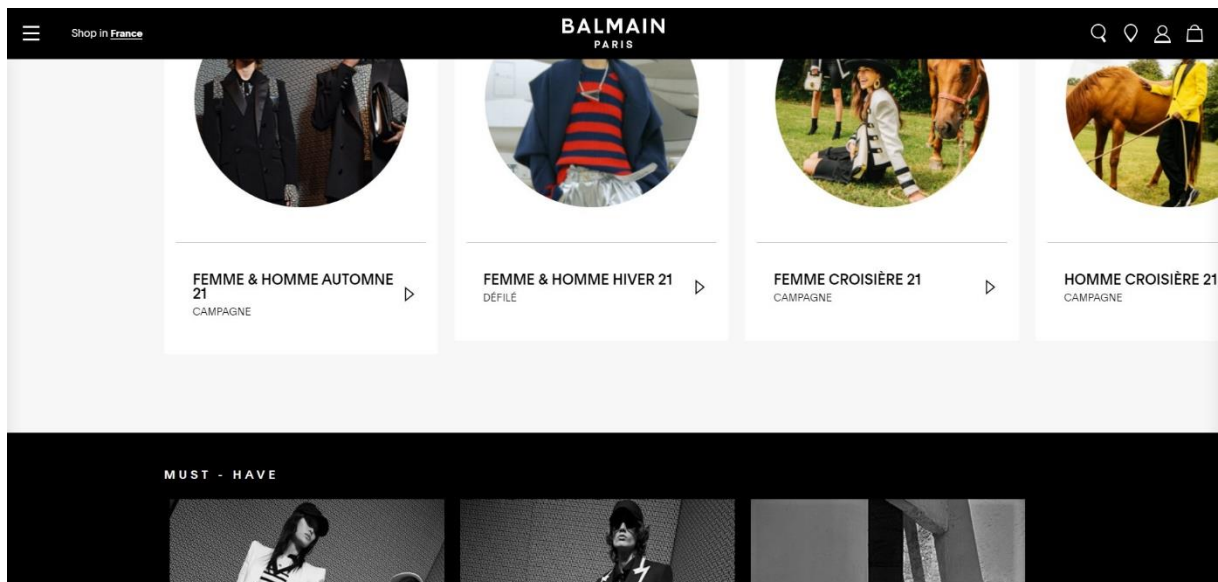 Shop in France
BALMAIN
PARIS
FEMME & HOMME AUTOMNE
21
CAMPAGNE
FEMME & HOMME HIVER 21
DÉFILÉ
FEMME CROISIÈRE 21
CAMPAGNE
HOMME CROISIÈRE 21
CAMPAGNE
MUST - HAVE